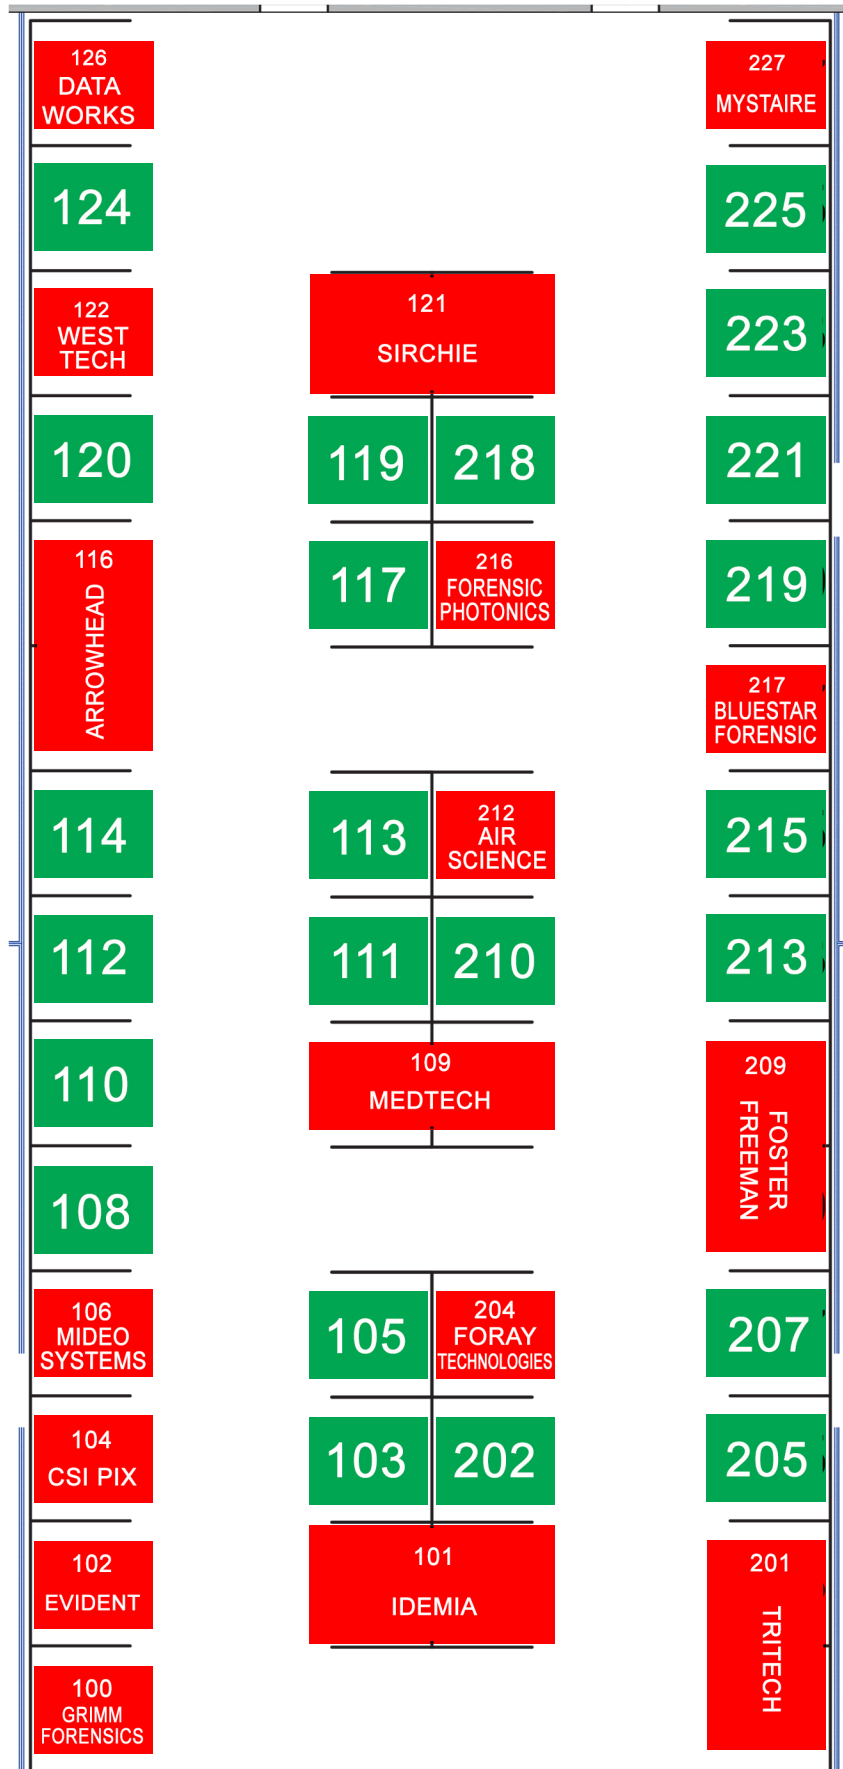 126
DATA
WORKS
227
MYSTAIRE
124
225
122
WEST
TECH
121
SIRCHIE
223
120
119
218
221
116
ARROWHEAD
117
216
FORENSIC
PHOTONICS
219
217
BLUESTAR
FORENSIC
114
113
212
AIR
SCIENCE
215
112
111
210
213
110
109
MEDTECH
209
FOSTER
FREEMAN
108
106
MIDEO
SYSTEMS
105
204
FORAY
TECHNOLOGIES
207
104
CSI PIX
103
202
205
102
EVIDENT
101
IDEMIA
201
TRITECH
100
GRIMM
FORENSICS